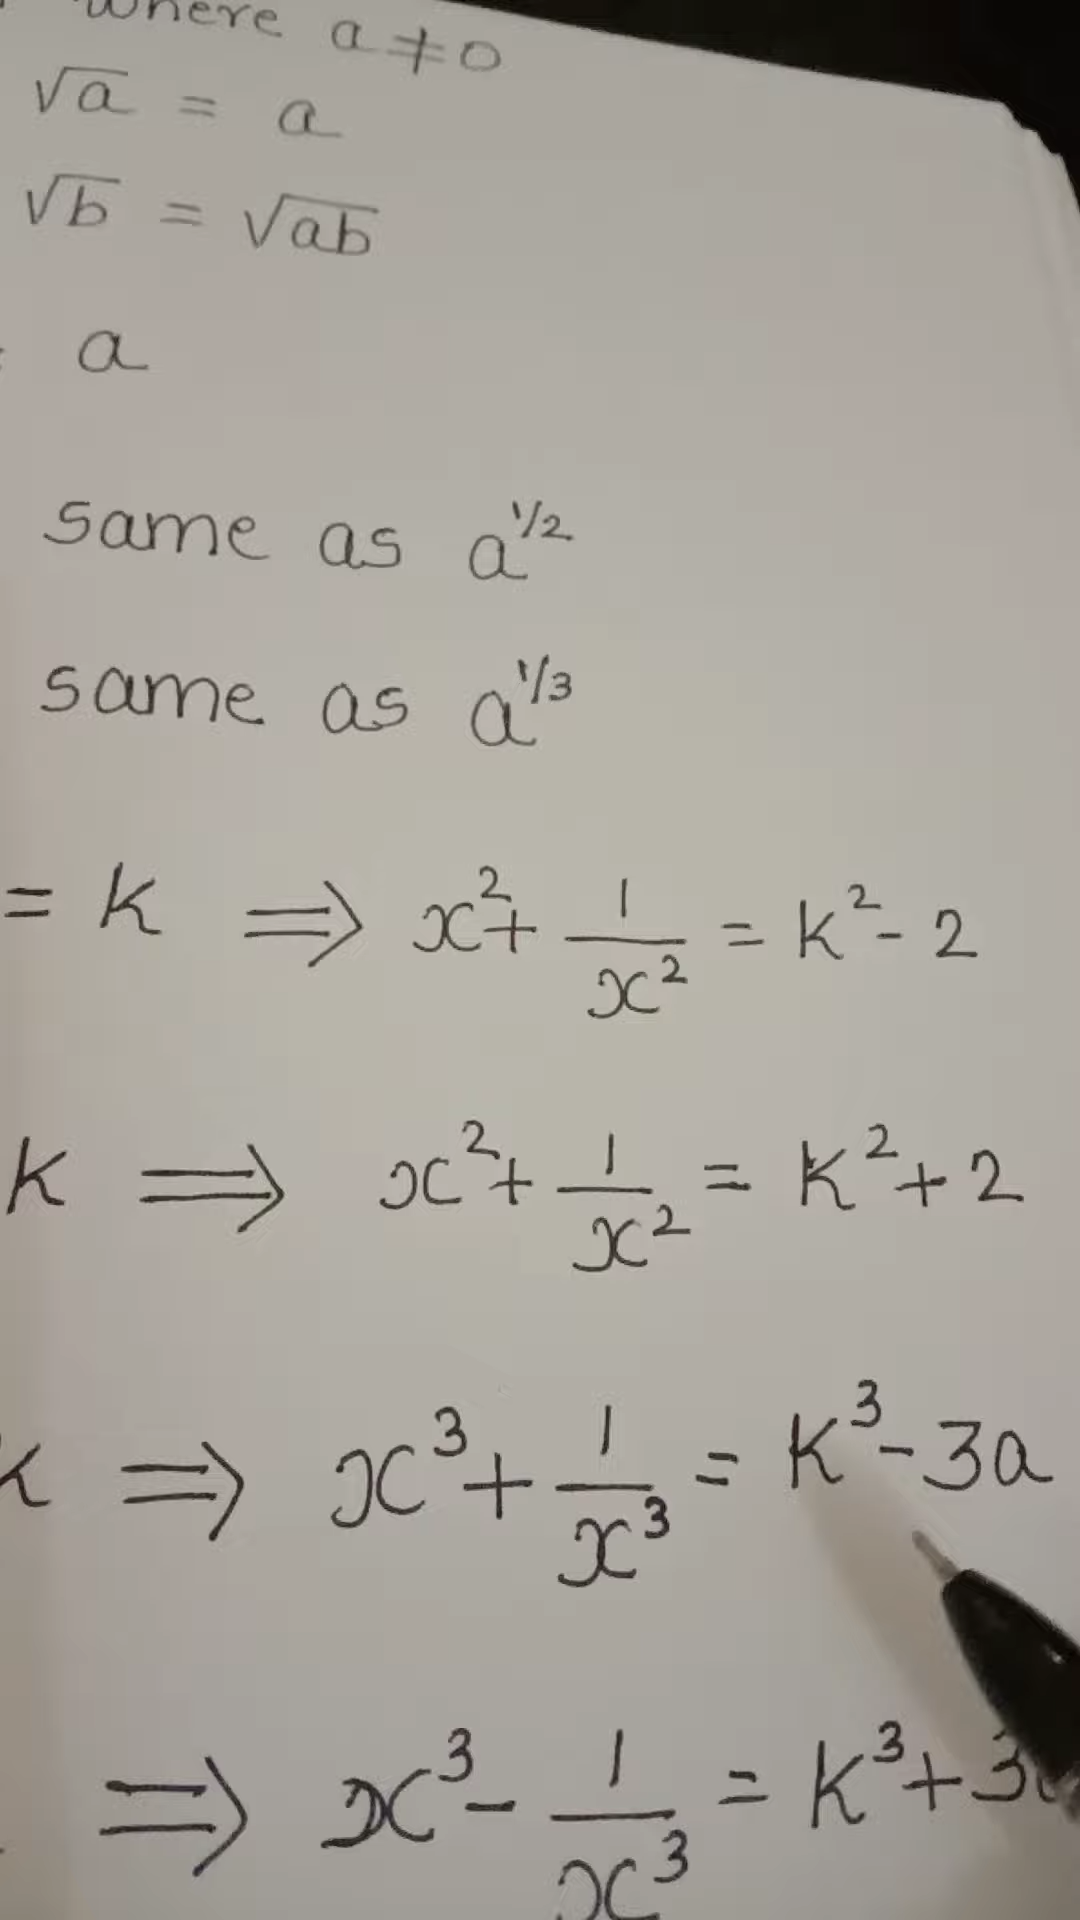 where a ≠ 0
√a = a
√b = √ab
a
same as a^1/2
same as a^1/3
= K ⟹ x²+ 1/x² = K²- 2
K ⟹ x²+ 1/x² = K²+ 2
K ⟹ x³+ 1/x³ = K³- 3a
⟹ x³- 1/x³ = K³+ 3